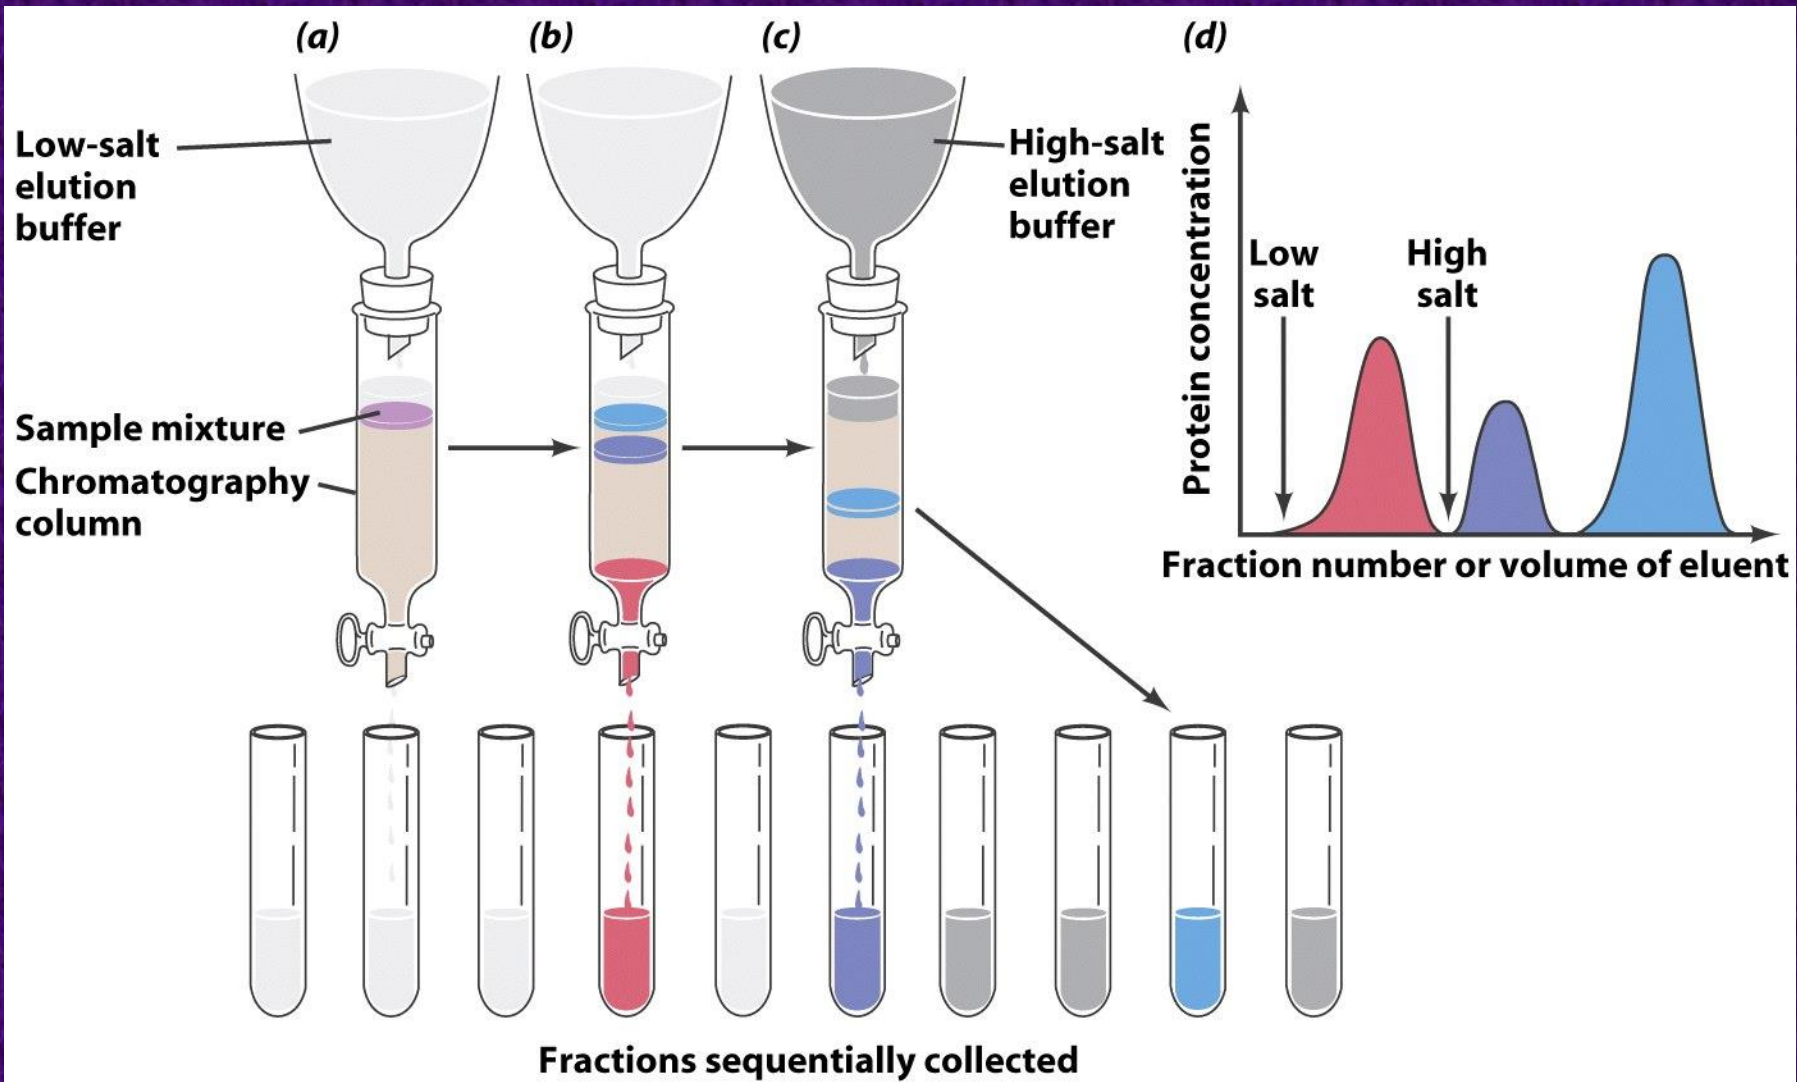 (a)
(b)
(c)
(d)
Low-salt
elution
buffer
High-salt
elution
buffer
Sample mixture
Chromatography
column
Protein concentration
Low
salt
High
salt
Fraction number or volume of eluent
Fractions sequentially collected